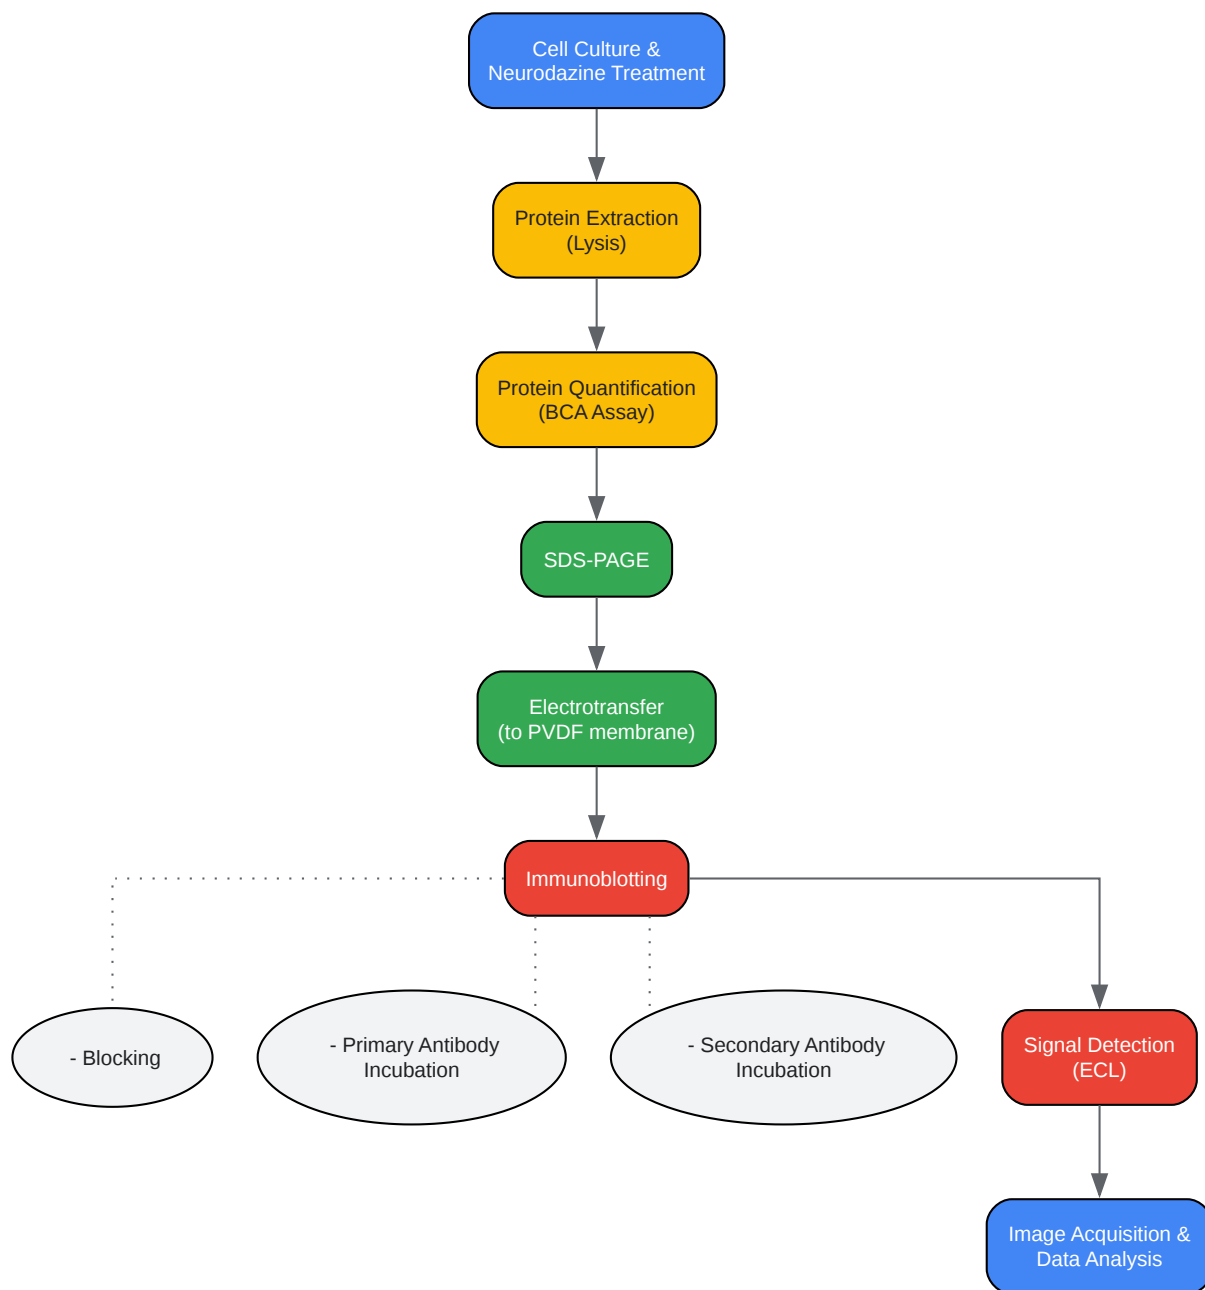 Cell Culture &
Neurodazine Treatment
Protein Extraction
(Lysis)
Protein Quantification
(BCA Assay)
SDS-PAGE
Electrotransfer
(to PVDF membrane)
Immunoblotting
- Blocking
- Primary Antibody
Incubation
- Secondary Antibody
Incubation
Signal Detection
(ECL)
Image Acquisition &
Data Analysis